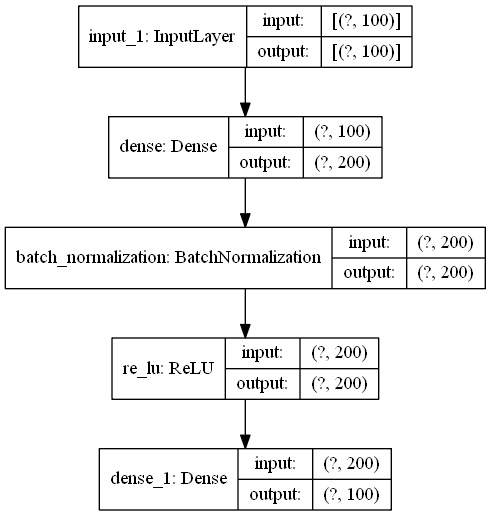 input_1: InputLayer
input: [(?, 100)]
output: [(?, 100)]
dense: Dense
input: (?, 100)
output: (?, 200)
batch_normalization: BatchNormalization
input: (?, 200)
output: (?, 200)
re_lu: ReLU
input: (?, 200)
output: (?, 200)
dense_1: Dense
input: (?, 200)
output: (?, 100)